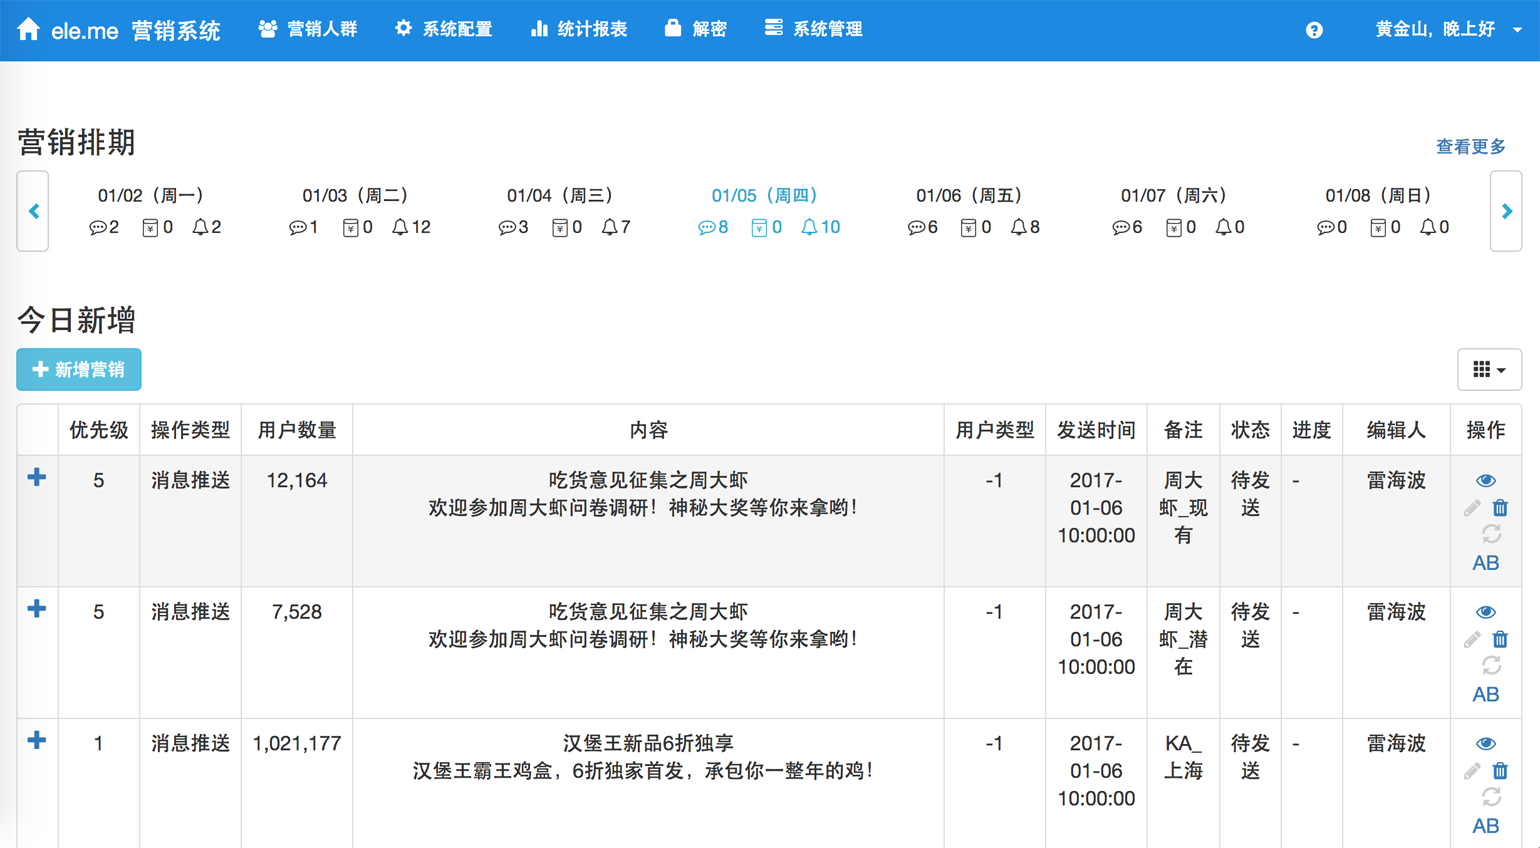 ele.me 营销系统 营销人群 系统配置 统计报表 解密 系统管理 黄金山，晚上好
营销排期 查看更多
01/02（周一） 01/03（周二） 01/04（周三） 01/05（周四） 01/06（周五） 01/07（周六） 01/08（周日）
2 0 2 1 0 12 3 0 7 8 0 10 6 0 8 6 0 0 0 0 0
今日新增
新增营销
优先级 操作类型 用户数量 内容 用户类型 发送时间 备注 状态 进度 编辑人 操作
5 消息推送 12,164 吃货意见征集之周大虾 -1 2017- 周大 待发 - 雷海波
欢迎参加周大虾问卷调研！神秘大奖等你来拿哟！ 01-06 虾_现 送
10:00:00 有
AB
5 消息推送 7,528 吃货意见征集之周大虾 -1 2017- 周大 待发 - 雷海波
欢迎参加周大虾问卷调研！神秘大奖等你来拿哟！ 01-06 虾_潜 送
10:00:00 在
AB
1 消息推送 1,021,177 汉堡王新品6折独享 -1 2017- KA_ 待发 - 雷海波
汉堡王霸王鸡盒，6折独家首发，承包你一整年的鸡！ 01-06 上海 送
10:00:00
AB